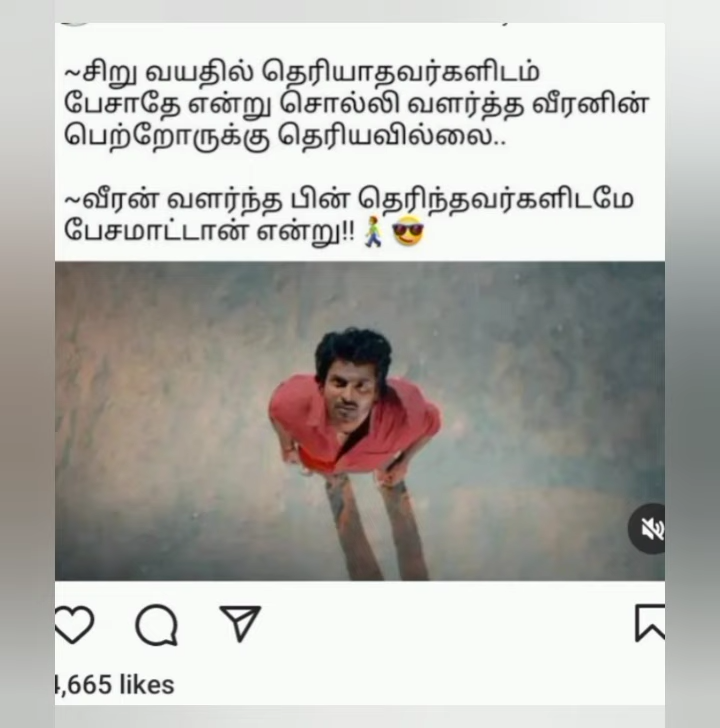 ~சிறு வயதில் தெரியாதவர்களிடம்
பேசாதே என்று சொல்லி வளர்த்த வீரனின்
பெற்றோருக்கு தெரியவில்லை..
~வீரன் வளர்ந்த பின் தெரிந்தவர்களிடமே
பேசமாட்டான் என்று!! 🚶😎
,665 likes